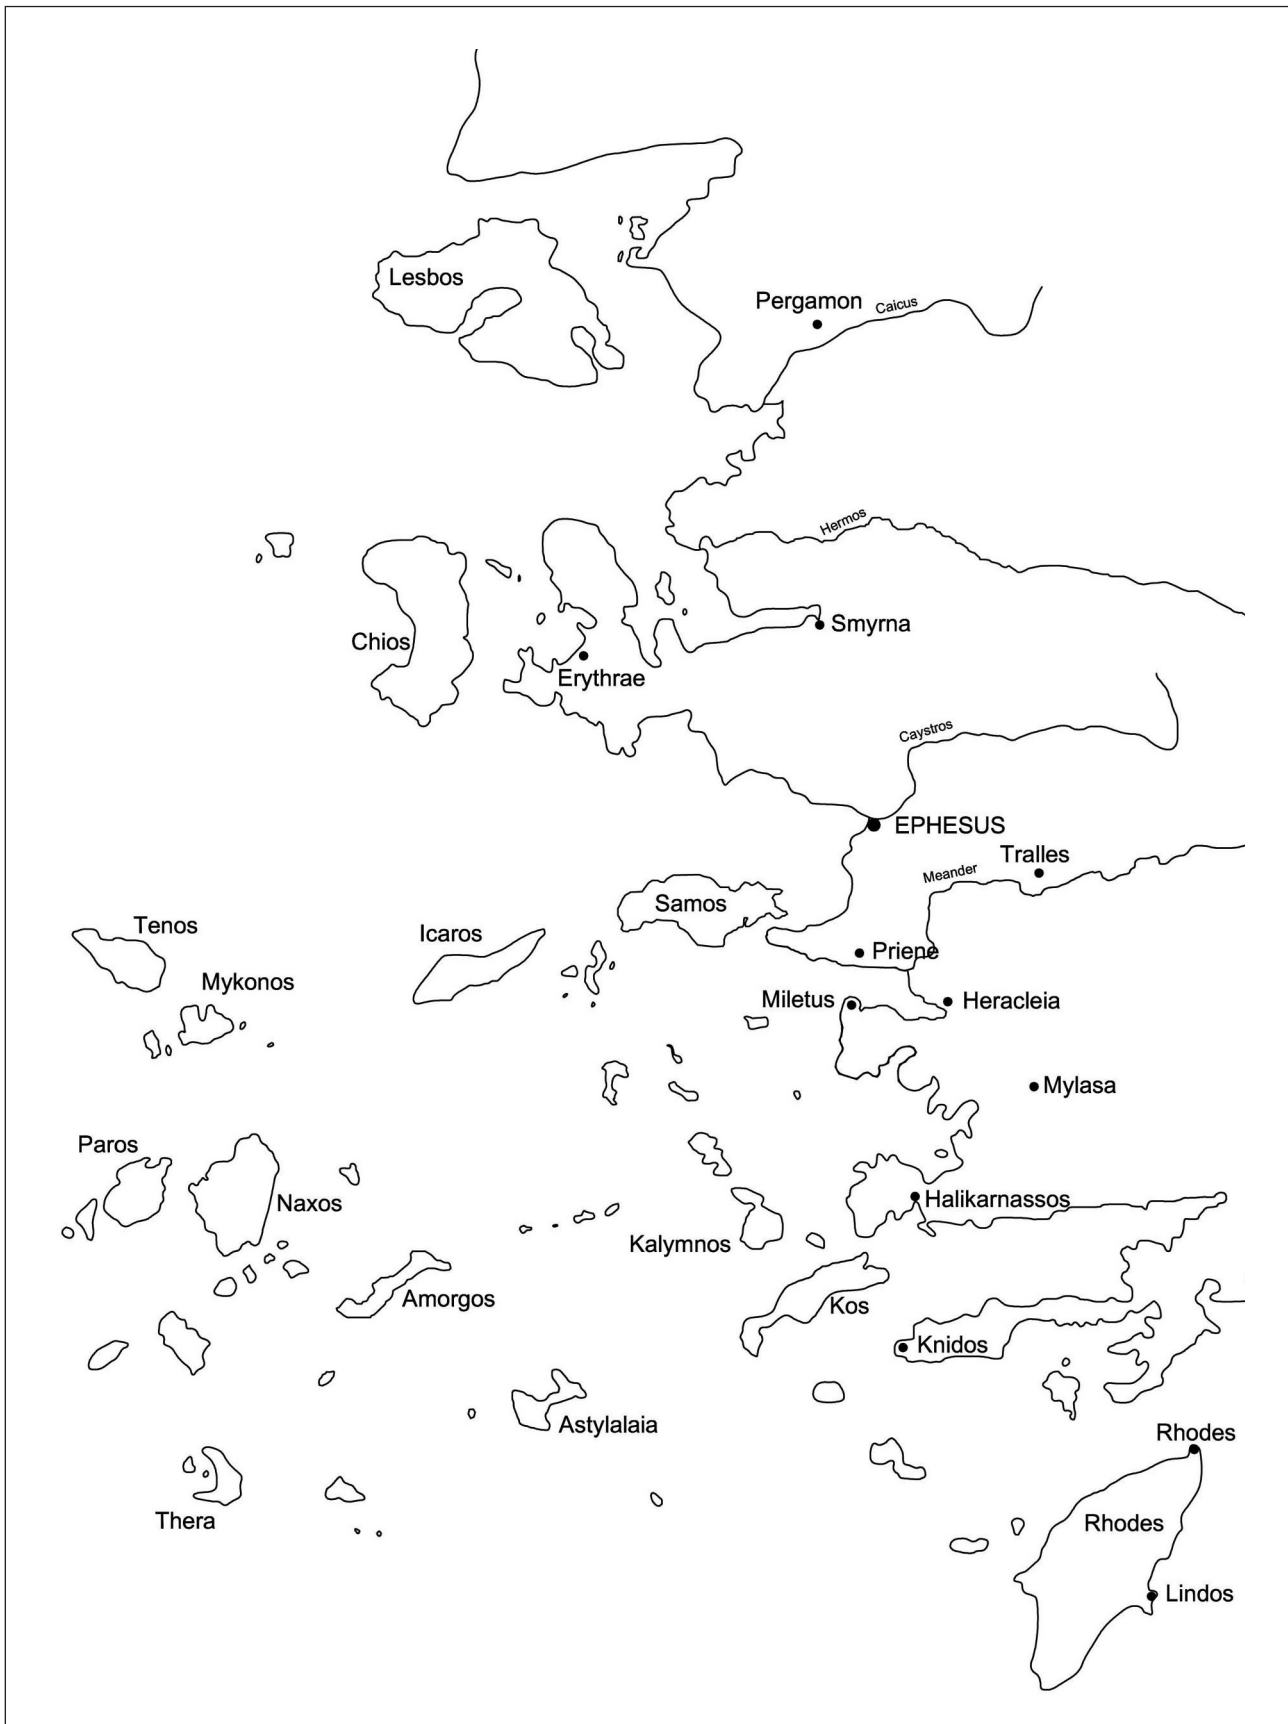 Lesbos
Pergamon
Caicus
Hermos
Smyrna
Chios
Erythrae
Caystros
EPHESUS
Tralles
Meander
Samos
Tenos
Icaros
Priene
Mykonos
Miletus
Heracleia
Mylasa
Paros
Naxos
Halikarnassos
Kalymnos
Amorgos
Kos
Knidos
Astylalaia
Rhodes
Thera
Rhodes
Lindos